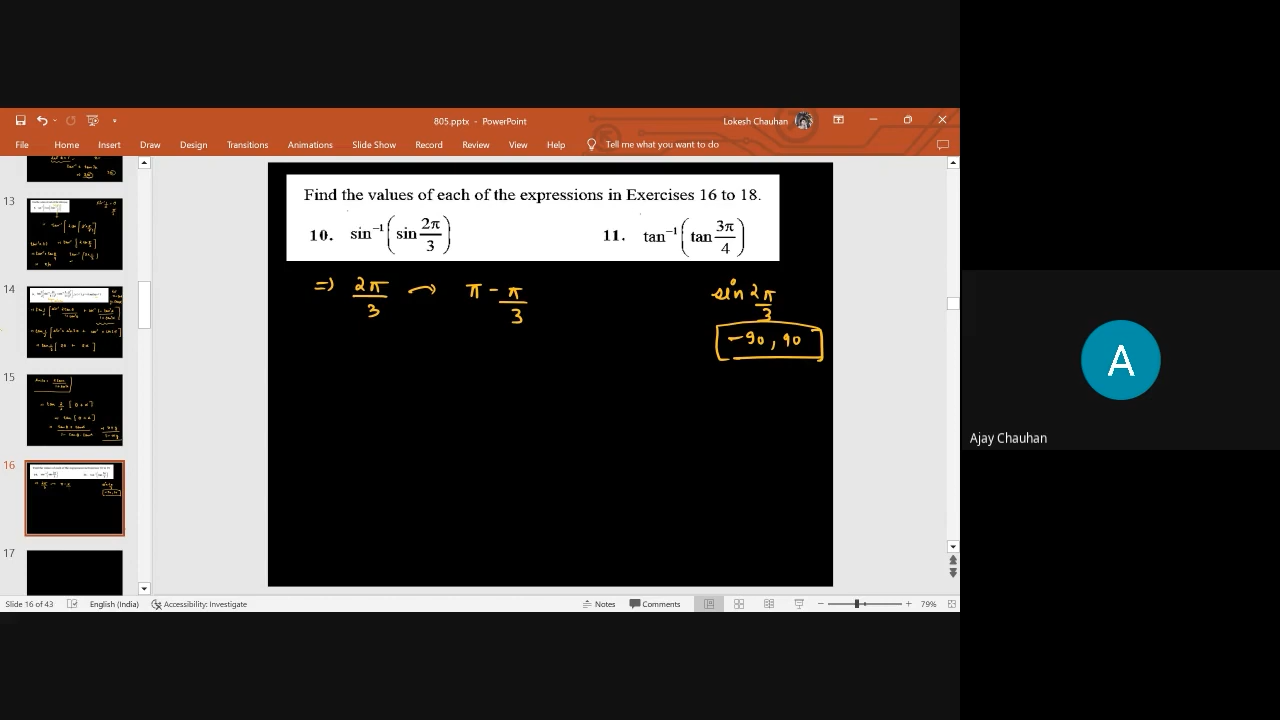 805.pptx - PowerPoint
Lokesh Chauhan
File Home Insert Draw Design Transitions Animations Slide Show Record Review View Help Tell me what you want to do
13
14
15
16
17
Find the values of each of the expressions in Exercises 16 to 18.
10. sin⁻¹(sin 2π/3) 11. tan⁻¹(tan 3π/4)
⇒ 2π/3 → π - π/3
sin 2π/3
-90, 90
A
Ajay Chauhan
Slide 16 of 43 English (India) Accessibility: Investigate Notes Comments 79%